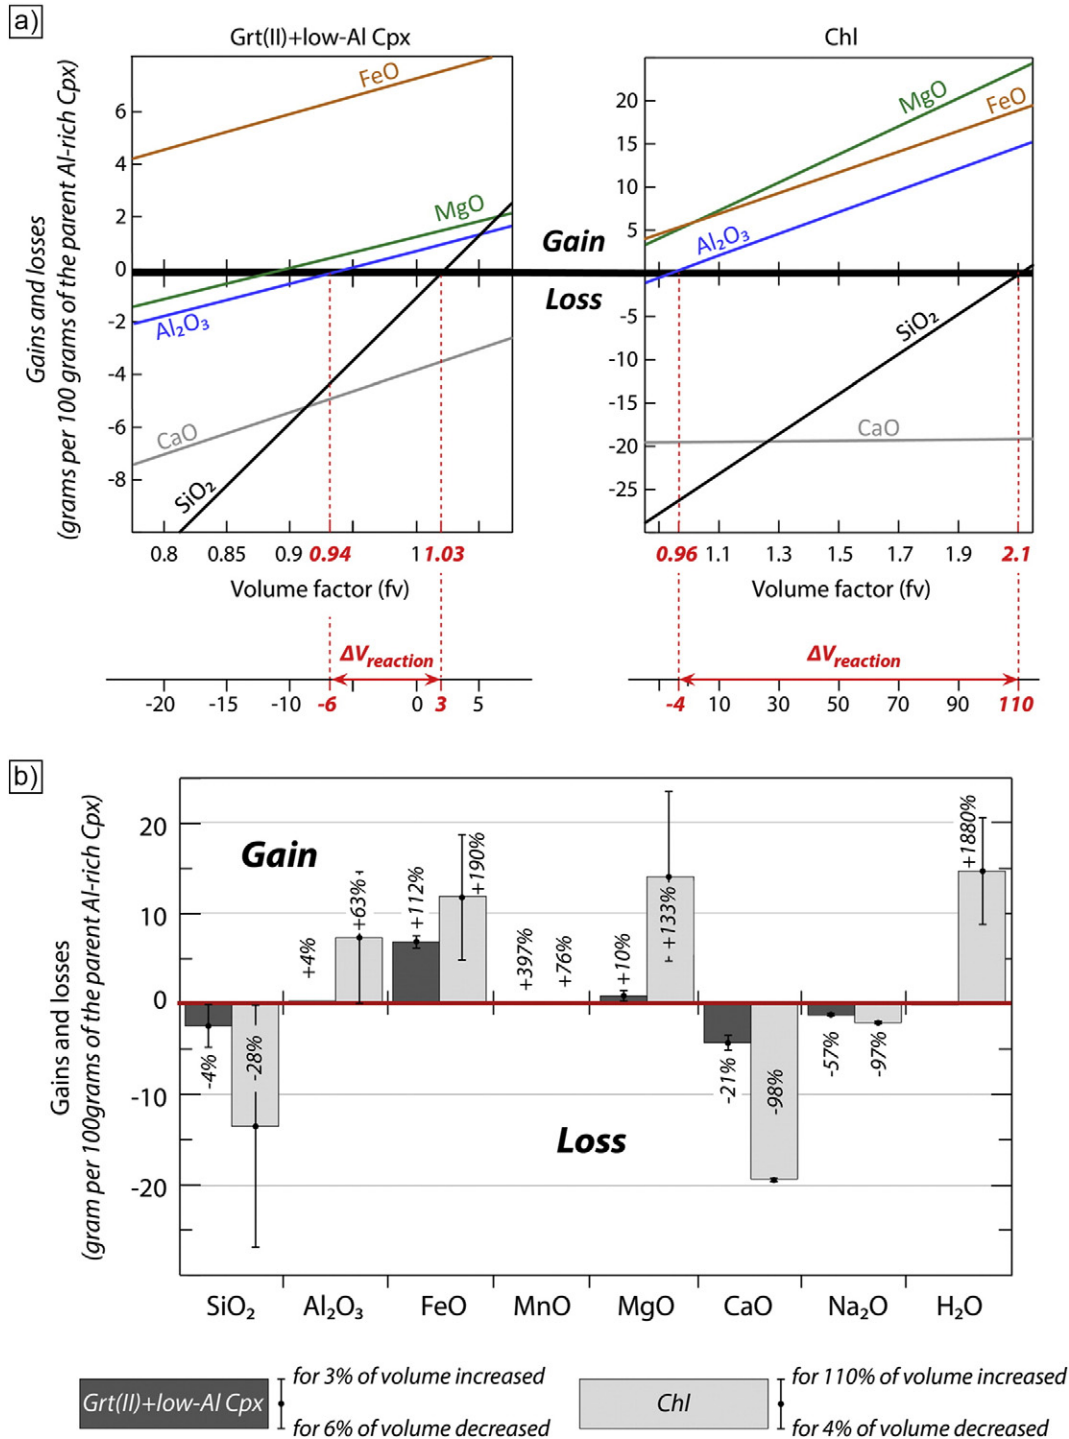 a)
Grt(II)+low-Al Cpx
Chl
Gains and losses
(grams per 100 grams of the parent Al-rich Cpx)
6
4
2
0
-2
-4
-6
-8
FeO
MgO
Al₂O₃
CaO
SiO₂
Gain
Loss
20
15
10
5
-5
-10
-15
-20
-25
MgO
FeO
Al₂O₃
SiO₂
CaO
0.8 0.85 0.9 0.94 1 1.03
0.96 1.1 1.3 1.5 1.7 1.9 2.1
Volume factor (fv)
Volume factor (fv)
ΔVreaction
ΔVreaction
-20 -15 -10 -6 0 3 5
-4 10 30 50 70 90 110
b)
Gains and losses
(gram per 100grams of the parent Al-rich Cpx)
20
10
0
-10
-20
Gain
Loss
-4%
-28%
+4%
+63%
+112%
+190%
+397%
+76%
+10%
+133%
-21%
-98%
-57%
-97%
+1880%
SiO₂ Al₂O₃ FeO MnO MgO CaO Na₂O H₂O
Grt(II)+low-Al Cpx
for 3% of volume increased
for 6% of volume decreased
Chl
for 110% of volume increased
for 4% of volume decreased